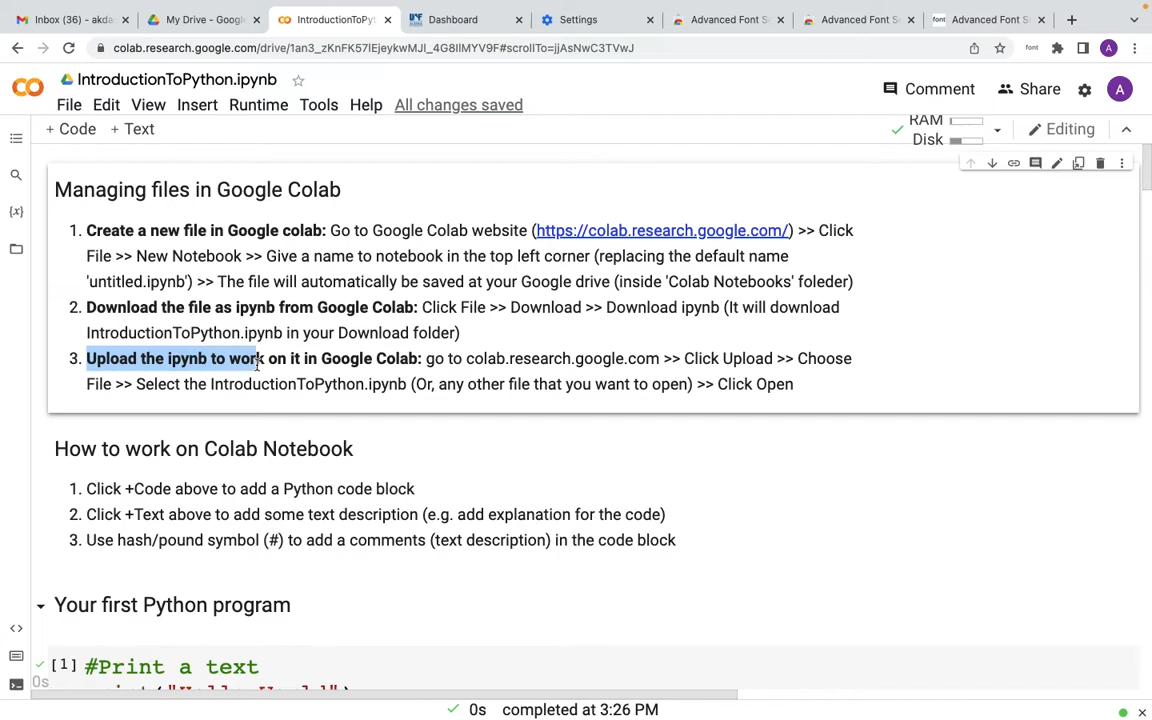 Inbox (36) - akda
My Drive - Google
IntroductionToPyt
Dashboard
Settings
Advanced Font Se
Advanced Font Se
font
Advanced Font S
colab.research.google.com/drive/1an3_zKnFK57IEjeykwMJl_4G8IlMYV9F#scrollTo=jjAsNwC3TVwJ
font
A
IntroductionToPython.ipynb
File Edit View Insert Runtime Tools Help All changes saved
Comment
Share
A
+ Code + Text
RAM
Disk
Editing
Managing files in Google Colab
1. Create a new file in Google colab: Go to Google Colab website (https://colab.research.google.com/) >> Click
File >> New Notebook >> Give a name to notebook in the top left corner (replacing the default name
'untitled.ipynb') >> The file will automatically be saved at your Google drive (inside 'Colab Notebooks' foleder)
2. Download the file as ipynb from Google Colab: Click File >> Download >> Download ipynb (It will download
IntroductionToPython.ipynb in your Download folder)
3. Upload the ipynb to work on it in Google Colab: go to colab.research.google.com >> Click Upload >> Choose
File >> Select the IntroductionToPython.ipynb (Or, any other file that you want to open) >> Click Open
How to work on Colab Notebook
1. Click +Code above to add a Python code block
2. Click +Text above to add some text description (e.g. add explanation for the code)
3. Use hash/pound symbol (#) to add a comments (text description) in the code block
Your first Python program
[1] #Print a text
0s
print("Hello World")
0s completed at 3:26 PM